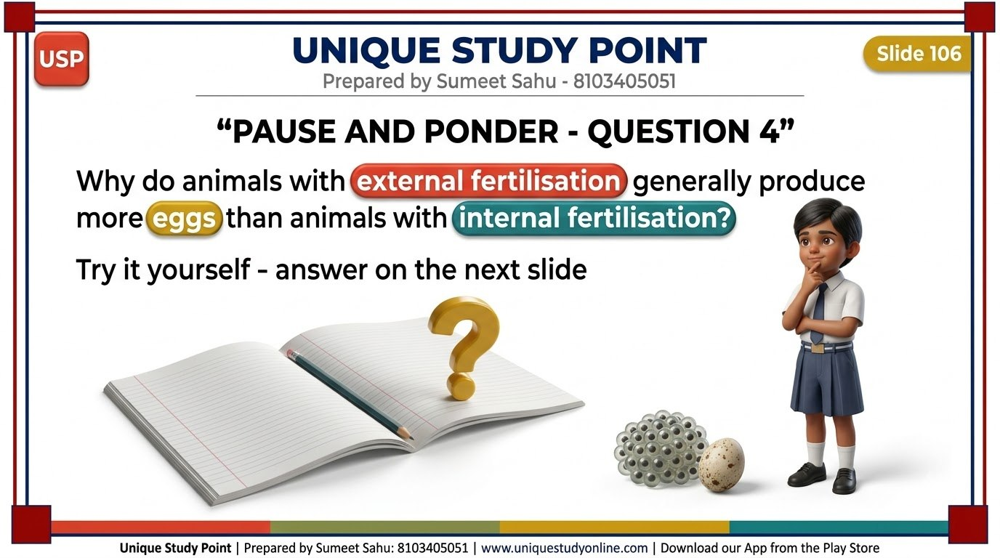 USP
UNIQUE STUDY POINT
Slide 106
Prepared by Sumeet Sahu - 8103405051
“PAUSE AND PONDER - QUESTION 4”
Why do animals with external fertilisation generally produce
more eggs than animals with internal fertilisation?
Try it yourself - answer on the next slide
?
Unique Study Point | Prepared by Sumeet Sahu: 8103405051 | www.uniquestudyonline.com | Download our App from the Play Store